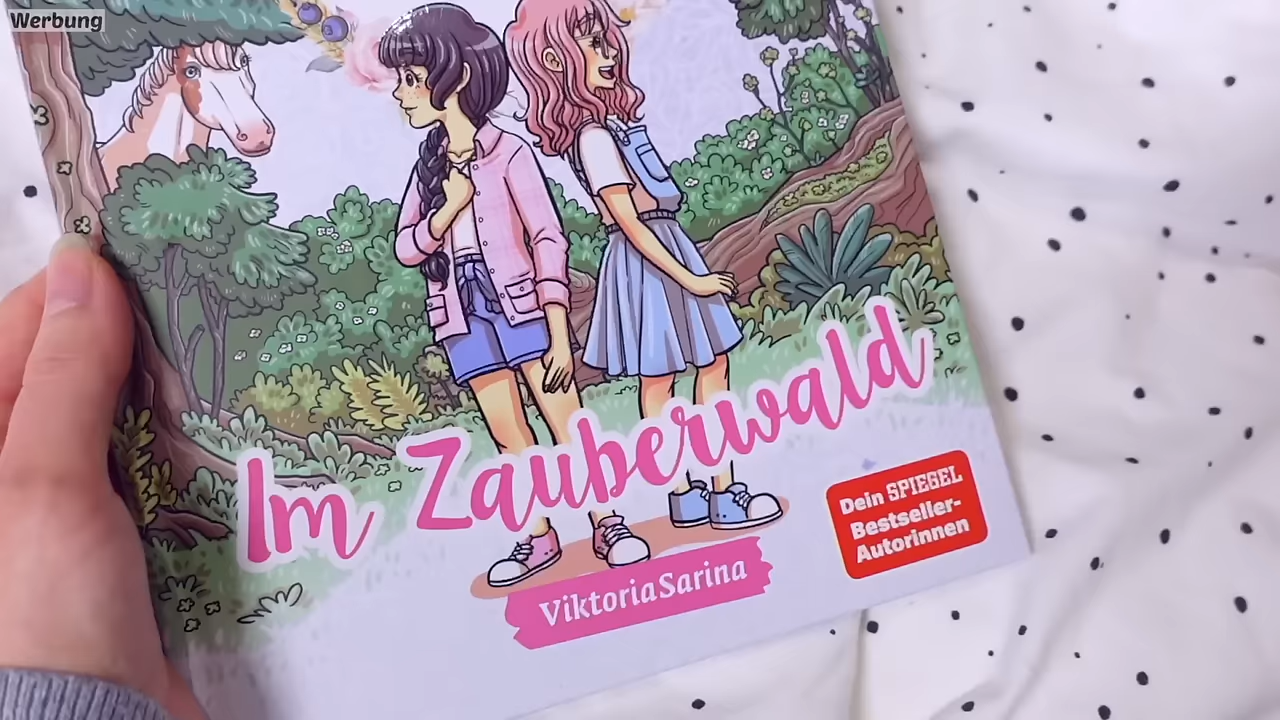 Werbung
Im Zauberwald
Dein SPIEGEL
Bestseller-
Autorinnen
ViktoriaSarina